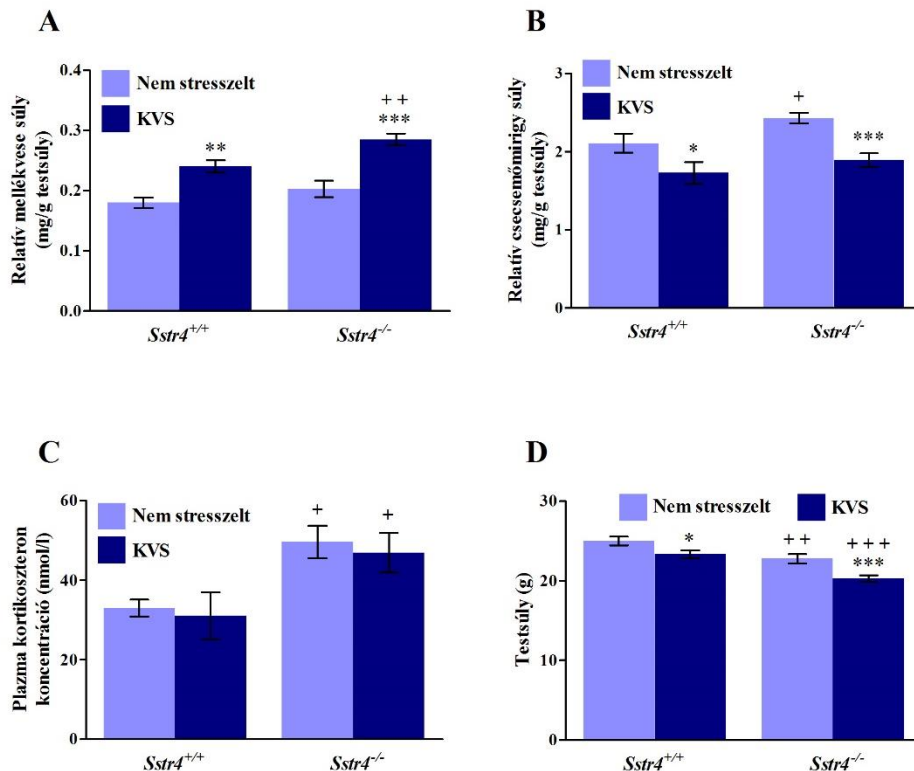 A
Relatív mellékvese súly
(mg/g testsúly)
0.4
0.3
0.2
0.1
0.0
Nem stresszelt
KVS
**
++
***
Sstr4+/+
Sstr4-/-
B
Relatív csecsemőmirigy súly
(mg/g testsúly)
3
2
1
0
Nem stresszelt
KVS
*
+
***
Sstr4+/+
Sstr4-/-
C
Plazma kortikoszteron
koncentráció (nmol/l)
60
40
20
0
Nem stresszelt
KVS
+
+
Sstr4+/+
Sstr4-/-
D
Testsúly (g)
30
20
10
0
Nem stresszelt
KVS
*
++
+++
***
Sstr4+/+
Sstr4-/-